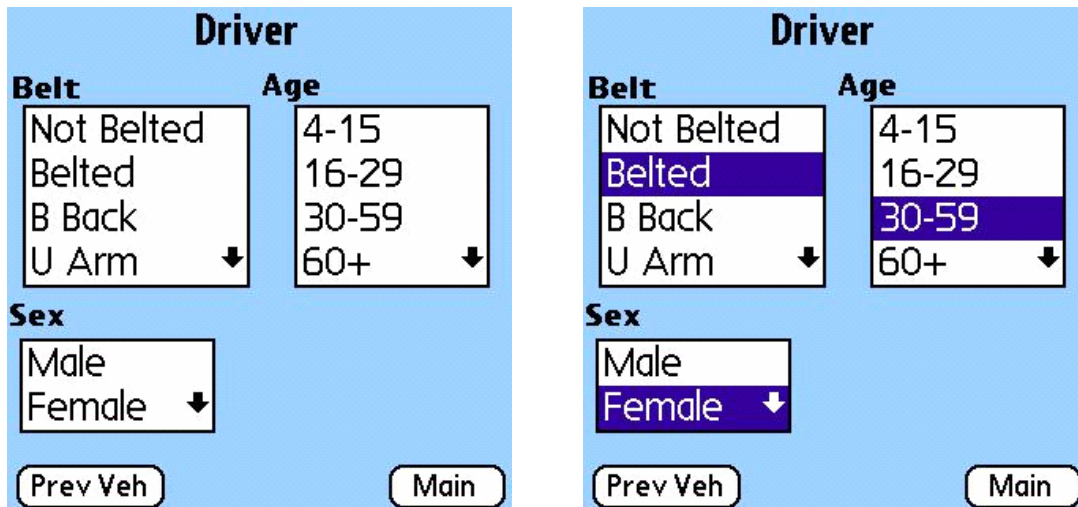 Driver
Belt Age
Not Belted 4-15
Belted 16-29
B Back 30-59
U Arm 60+
Sex
Male
Female
Prev Veh Main
Driver
Belt Age
Not Belted 4-15
Belted 16-29
B Back 30-59
U Arm 60+
Sex
Male
Female
Prev Veh Main